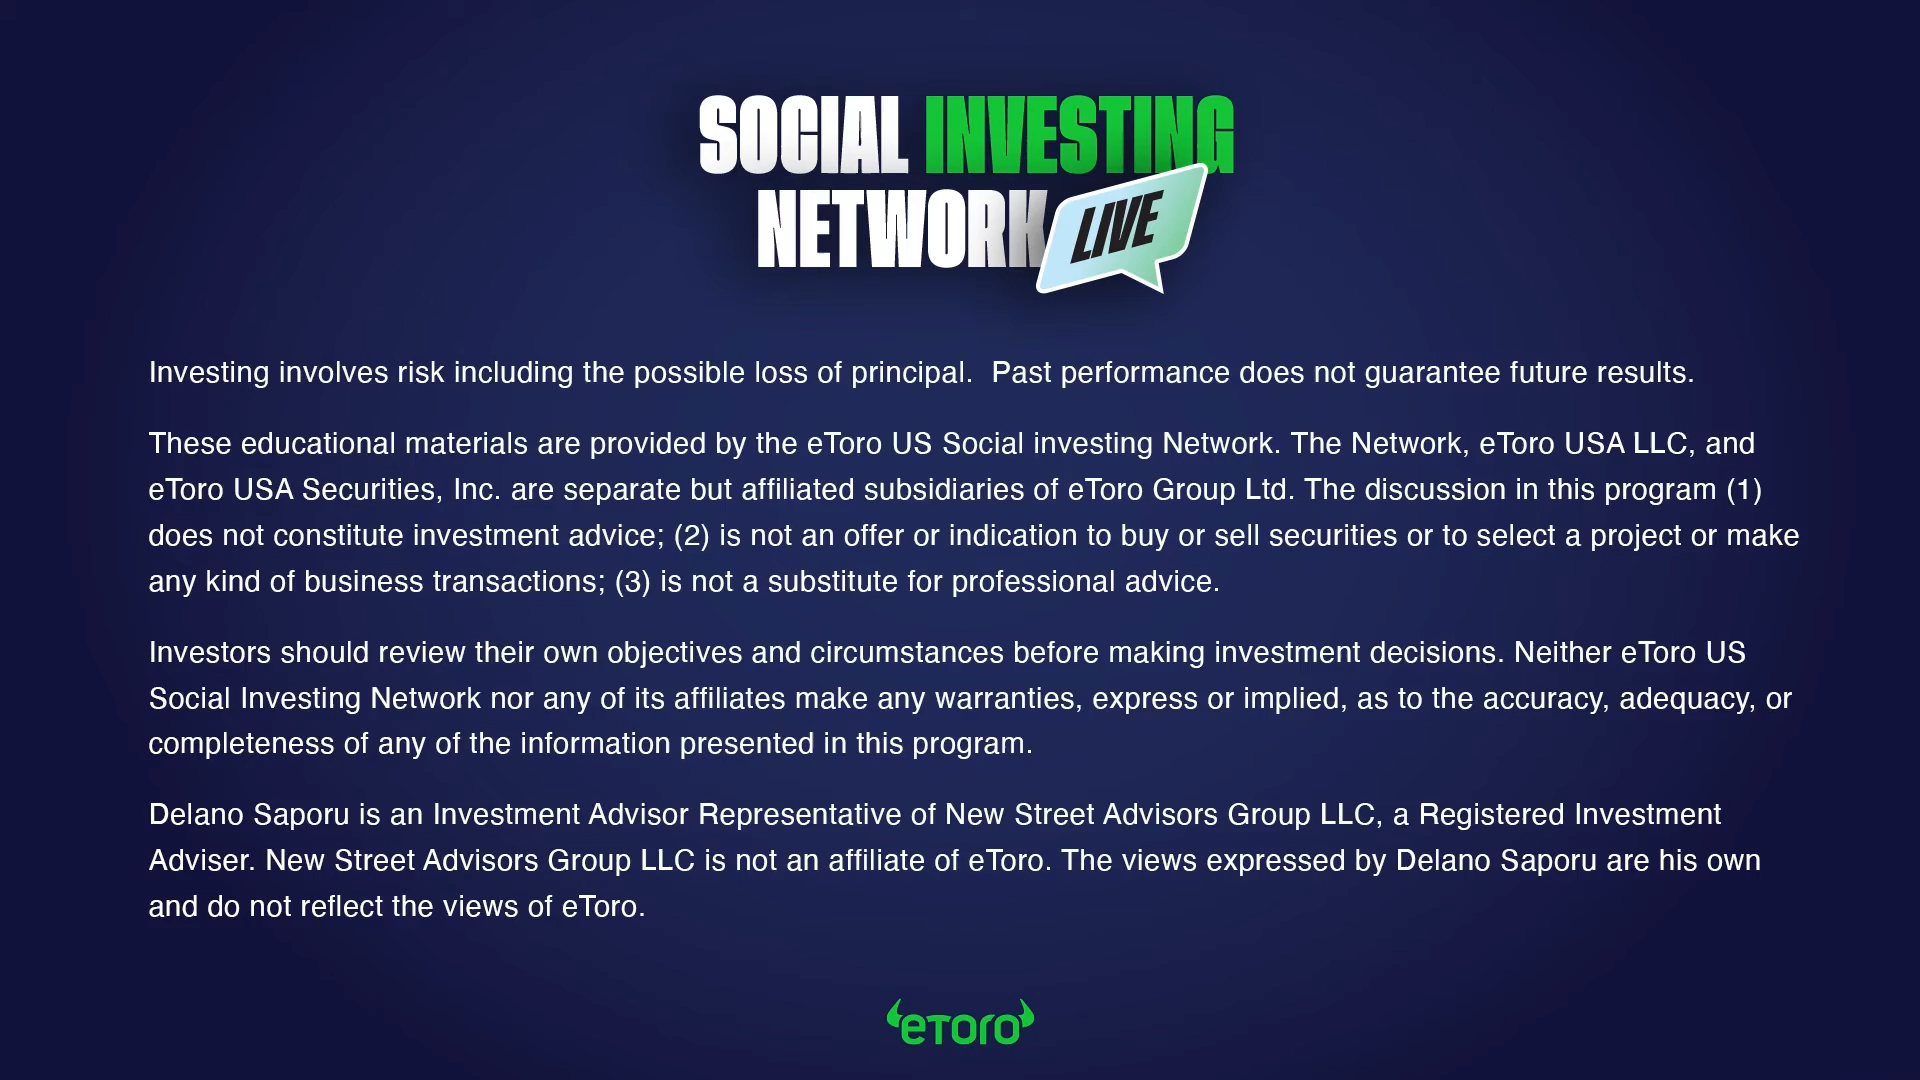 SOCIAL INVESTING
NETWORK LIVE
Investing involves risk including the possible loss of principal.  Past performance does not guarantee future results.
These educational materials are provided by the eToro US Social investing Network. The Network, eToro USA LLC, and
eToro USA Securities, Inc. are separate but affiliated subsidiaries of eToro Group Ltd. The discussion in this program (1)
does not constitute investment advice; (2) is not an offer or indication to buy or sell securities or to select a project or make
any kind of business transactions; (3) is not a substitute for professional advice.
Investors should review their own objectives and circumstances before making investment decisions. Neither eToro US
Social Investing Network nor any of its affiliates make any warranties, express or implied, as to the accuracy, adequacy, or
completeness of any of the information presented in this program.
Delano Saporu is an Investment Advisor Representative of New Street Advisors Group LLC, a Registered Investment
Adviser. New Street Advisors Group LLC is not an affiliate of eToro. The views expressed by Delano Saporu are his own
and do not reflect the views of eToro.
eToro